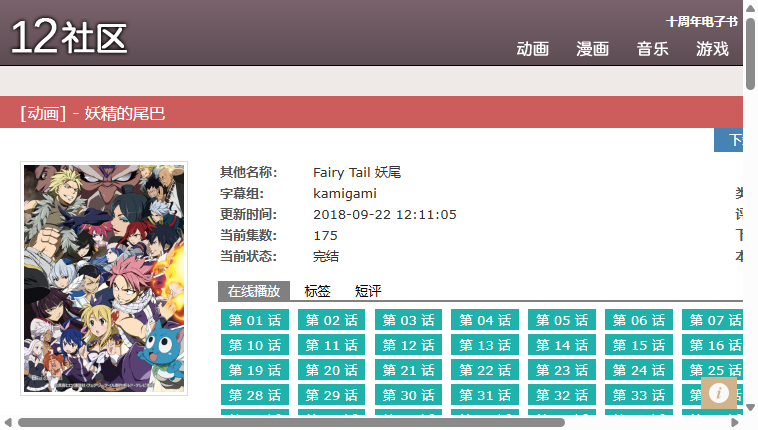 12社区
十周年电子书
动画 漫画 音乐 游戏
[动画] - 妖精的尾巴
其他名称: Fairy Tail 妖尾
字幕组: kamigami
更新时间: 2018-09-22 12:11:05
当前集数: 175
当前状态: 完结
在线播放 标签 短评
第 01 话 第 02 话 第 03 话 第 04 话 第 05 话 第 06 话 第 07 话
第 10 话 第 11 话 第 12 话 第 13 话 第 14 话 第 15 话 第 16 话
第 19 话 第 20 话 第 21 话 第 22 话 第 23 话 第 24 话 第 25 话
第 28 话 第 29 话 第 30 话 第 31 话 第 32 话 第 33 话 第